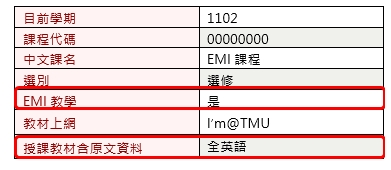 目前學期 1102
課程代碼 00000000
中文課名 EMI 課程
選別 選修
EMI 教學 是
教材上網 I'm@TMU
授課教材含原文資料 全英語